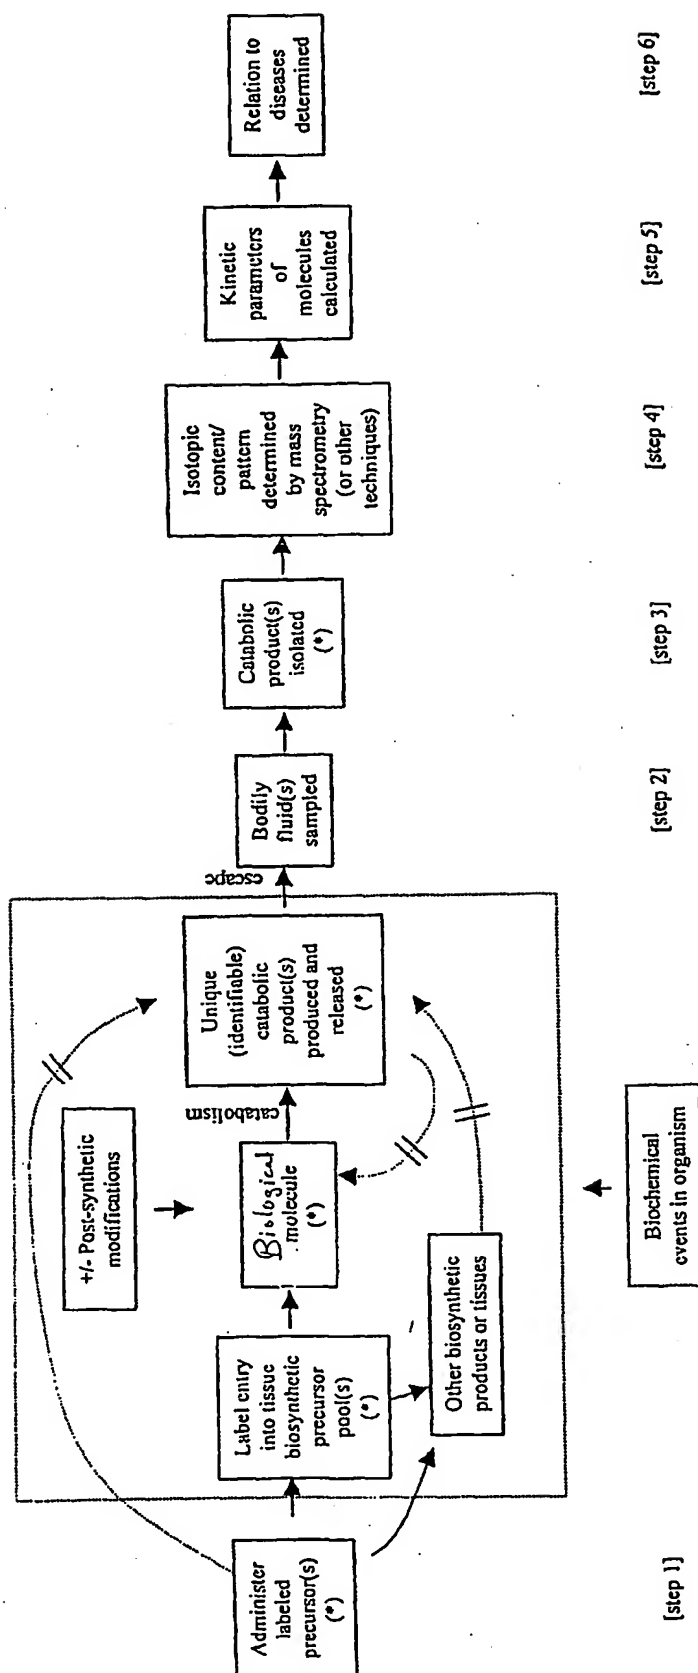 Administer
labeled
precursor(s)
(*)
Label entry
into tissue
biosynthetic
precursor
pool(s)
(*)
+/- Post-synthetic
modifications
Biological
molecule
(*)
catabolism
Unique
(identifiable)
catabolic
product(s)
produced and
released
(*)
escape
Other biosynthetic
products or tissues
Biochemical
events in organism
Bodily
fluid(s)
sampled
Catabolic
product(s)
isolated
(*)
Isotopic
content/
pattern
determined
by mass
spectrometry
(or other
techniques)
Kinetic
parameters
of
molecules
calculated
Relation to
diseases
determined
[step 1]
[step 2]
[step 3]
[step 4]
[step 5]
[step 6]